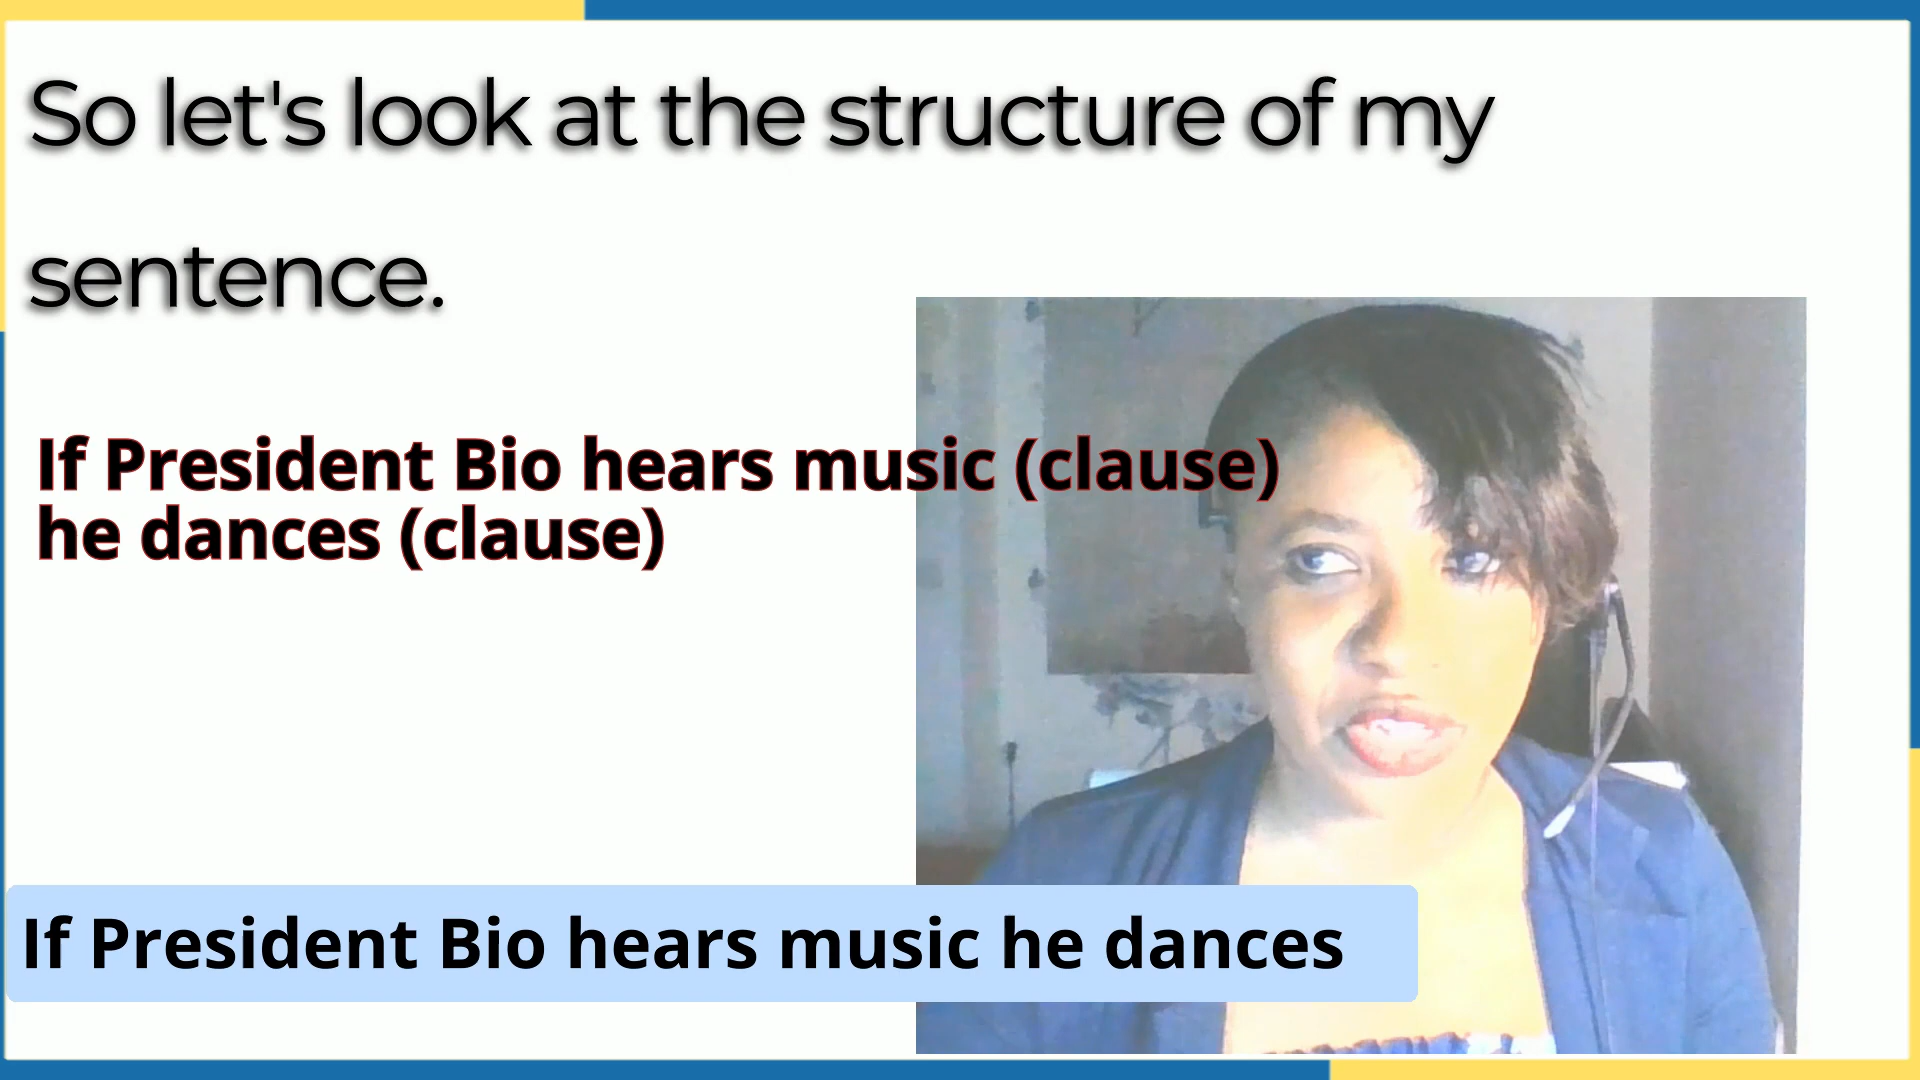 So let's look at the structure of my
sentence.
If President Bio hears music (clause)
he dances (clause)
If President Bio hears music he dances